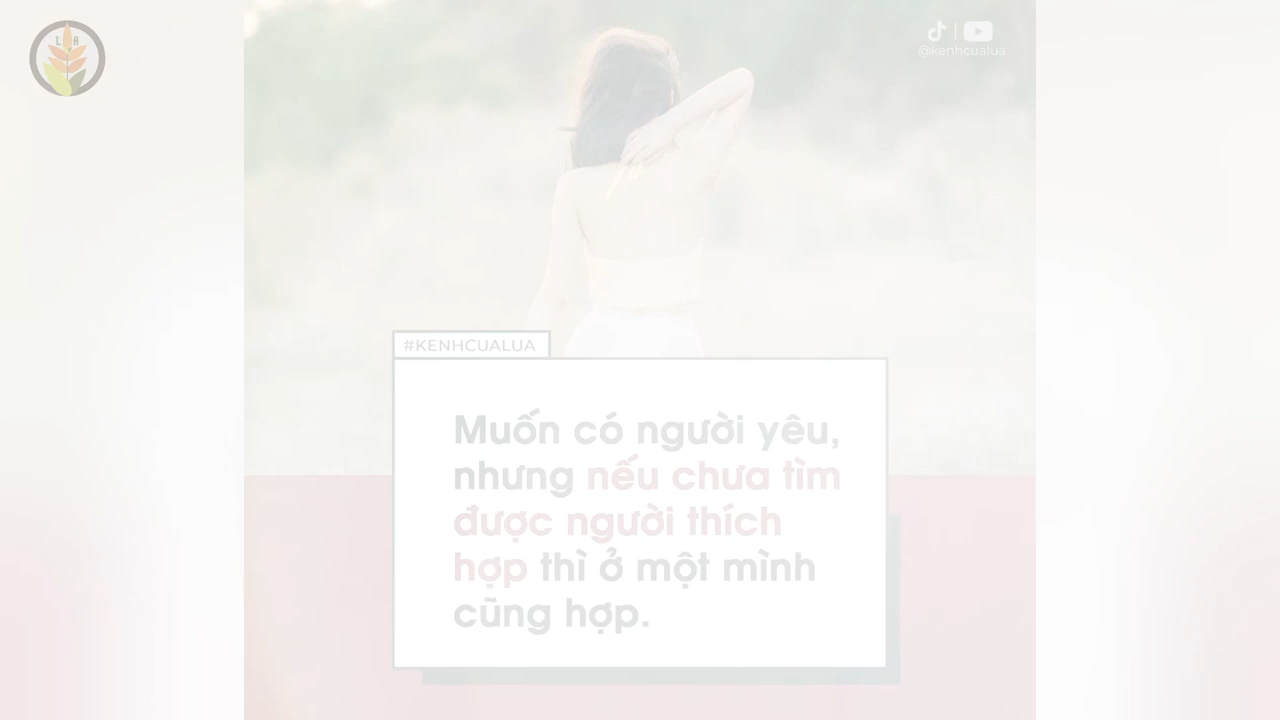 L A
@kenhcualua
#KENHCUALUA
Muốn có người yêu,
nhưng nếu chưa tìm
được người thích
hợp thì ở một mình
cũng hợp.